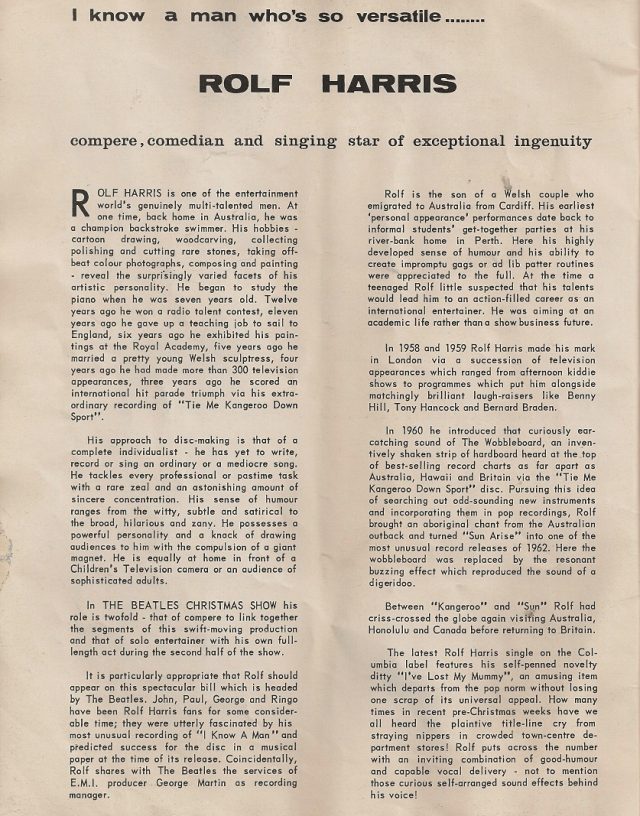 I know a man who's so versatile........
ROLF HARRIS
compere, comedian and singing star of exceptional ingenuity
ROLF HARRIS is one of the entertainment
world's genuinely multi-talented men. At
one time, back home in Australia, he was
a champion backstroke swimmer. His hobbies -
cartoon drawing, woodcarving, collecting
polishing and cutting rare stones, taking off-
beat colour photographs, composing and painting
- reveal the surprisingly varied facets of his
artistic personality. He began to study the
piano when he was seven years old. Twelve
years ago he won a radio talent contest, eleven
years ago he gave up a teaching job to sail to
England, six years ago he exhibited his pain-
tings at the Royal Academy, five years ago he
married a pretty young Welsh sculptress, four
years ago he had made more than 300 television
appearances, three years ago he scored an
international hit parade triumph via his extra-
ordinary recording of "Tie Me Kangaroo Down
Sport".
His approach to disc-making is that of a
complete individualist - he has yet to write,
record or sing an ordinary or a mediocre song.
He tackles every professional or pastime task
with a rare zeal and an astonishing amount of
sincere concentration. His sense of humour
ranges from the witty, subtle and satirical to
the broad, hilarious and zany. He possesses a
powerful personality and a knack of drawing
audiences to him with the compulsion of a giant
magnet. He is equally at home in front of a
Children's Television camera or an audience of
sophisticated adults.
In THE BEATLES CHRISTMAS SHOW his
role is twofold - that of compere to link together
the segments of this swift-moving production
and that of solo entertainer with his own full-
length act during the second half of the show.
It is particularly appropriate that Rolf should
appear on this spectacular bill which is headed
by The Beatles. John, Paul, George and Ringo
have been Rolf Harris fans for some consider-
able time; they were utterly fascinated by his
most unusual recording of "I Know A Man" and
predicted success for the disc in a musical
paper at the time of its release. Coincidentally,
Rolf shares with The Beatles the services of
E.M.I. producer George Martin as recording
manager.
Rolf is the son of a Welsh couple who
emigrated to Australia from Cardiff. His earliest
'personal appearance' performances date back to
informal students' get-together parties at his
river-bank home in Perth. Here his highly
developed sense of humour and his ability to
create impromptu gags or ad lib patter routines
were appreciated to the full. At the time a
teenaged Rolf little suspected that his talents
would lead him to an action-filled career as an
international entertainer. He was aiming at an
academic life rather than a show business future.
In 1958 and 1959 Rolf Harris made his mark
in London via a succession of television
appearances which ranged from afternoon kiddie
shows to programmes which put him alongside
matchingly brilliant laugh-raisers like Benny
Hill, Tony Hancock and Bernard Braden.
In 1960 he introduced that curiously ear-
catching sound of The Wobbleboard, an inven-
tively shaken strip of hardboard heard at the top
of best-selling record charts as far apart as
Australia, Hawaii and Britain via the "Tie Me
Kangaroo Down Sport" disc. Pursuing this idea
of searching out odd-sounding new instruments
and incorporating them in pop recordings, Rolf
brought an aboriginal chant from the Australian
outback and turned "Sun Arise" into one of the
most unusual record releases of 1962. Here the
wobbleboard was replaced by the resonant
buzzing effect which reproduced the sound of a
digeridoo.
Between "Kangeroo" and "Sun" Rolf had
criss-crossed the globe again visiting Australia,
Honolulu and Canada before returning to Britain.
The latest Rolf Harris single on the Col-
umbia label features his self-penned novelty
ditty "I've Lost My Mummy", an amusing item
which departs from the pop norm without losing
one scrap of its universal appeal. How many
times in recent pre-Christmas weeks have we
all heard the plaintive title-line cry from
straying nippers in crowded town-centre de-
partment stores! Rolf puts across the number
with an inviting combination of good-humour
and capable vocal delivery - not to mention
those curious self-arranged sound effects behind
his voice!